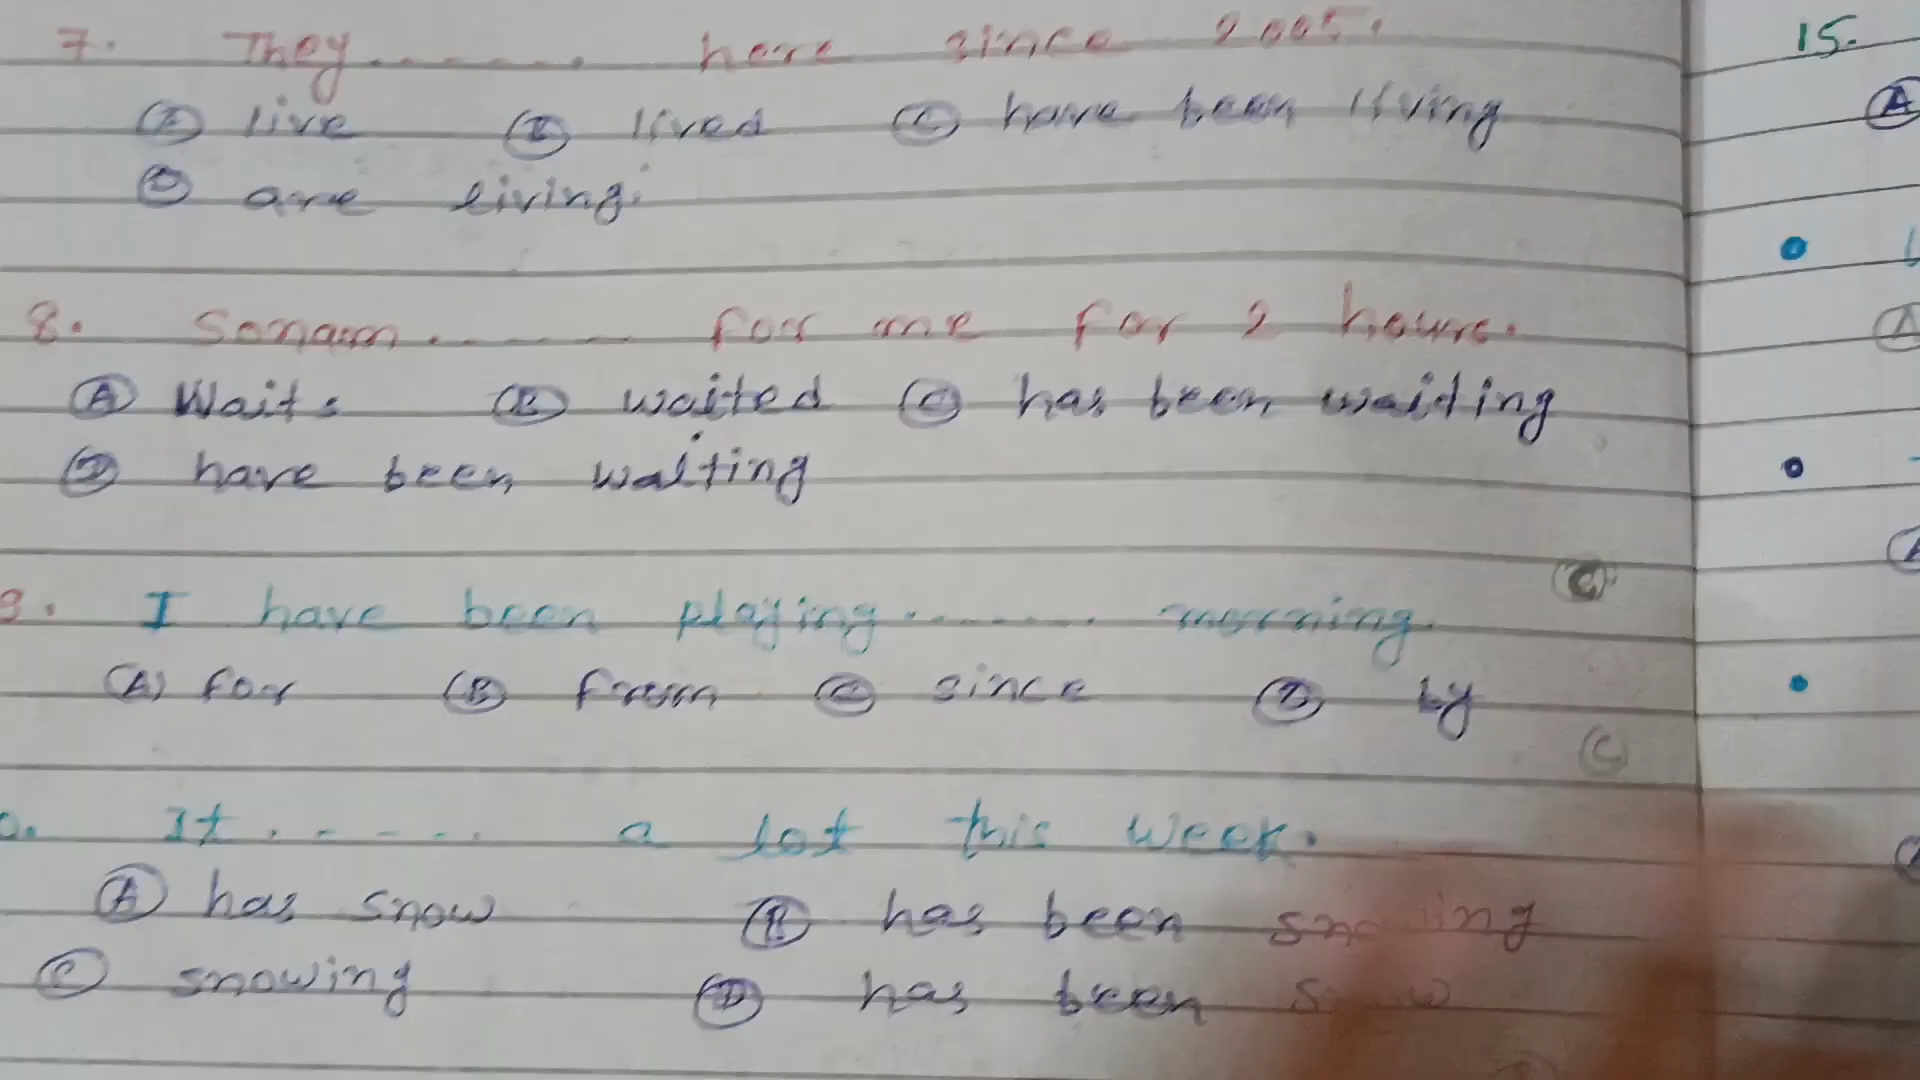 7. They ....... here since 2005.
Ⓐ live Ⓑ lived Ⓒ have been living
Ⓓ are living.
8. Sonam ....... for me for 2 hours.
Ⓐ Waits Ⓑ waited Ⓒ has been waiting
Ⓓ have been waiting
9. I have been playing ....... morning.
(A) for (B) from Ⓒ since Ⓓ by
(C)
It ...... a lot this week.
Ⓐ has snow Ⓑ has been snowing
Ⓒ snowing Ⓓ has been snow
15.
Ⓐ